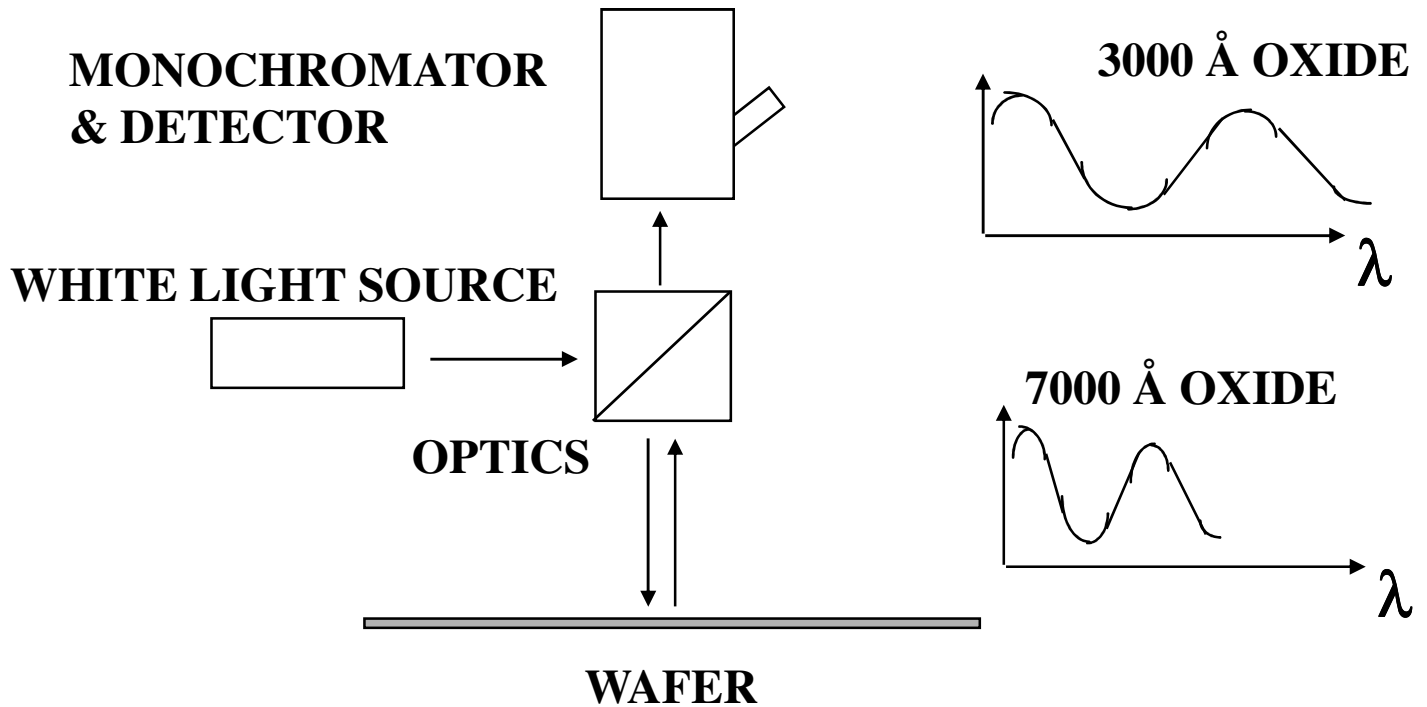 MONOCHROMATOR
& DETECTOR
3000 Å OXIDE
λ
WHITE LIGHT SOURCE
7000 Å OXIDE
OPTICS
λ
WAFER